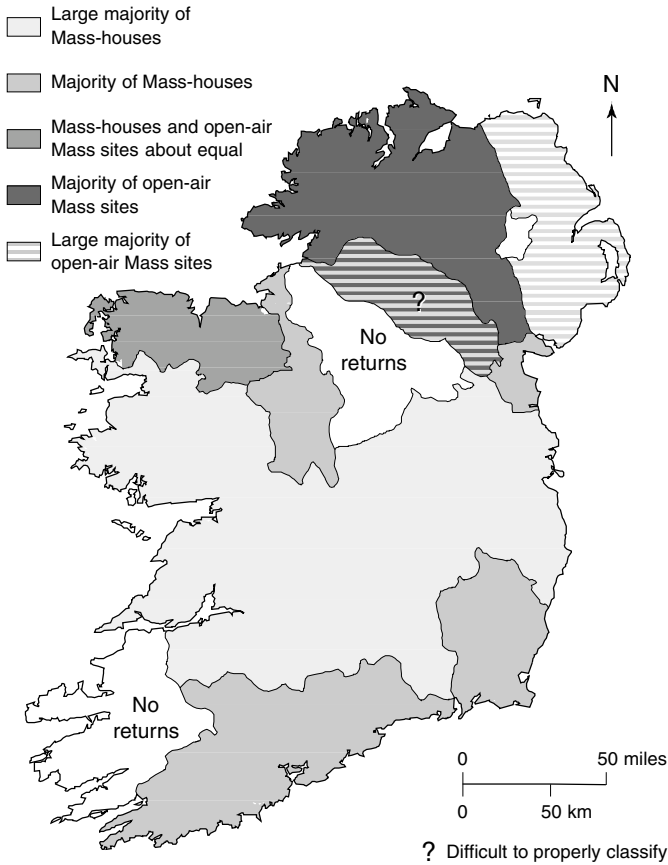 Large majority of
Mass-houses
Majority of Mass-houses
Mass-houses and open-air
Mass sites about equal
Majority of open-air
Mass sites
Large majority of
open-air Mass sites
N
?
No
returns
No
returns
0 50 miles
0 50 km
? Difficult to properly classify